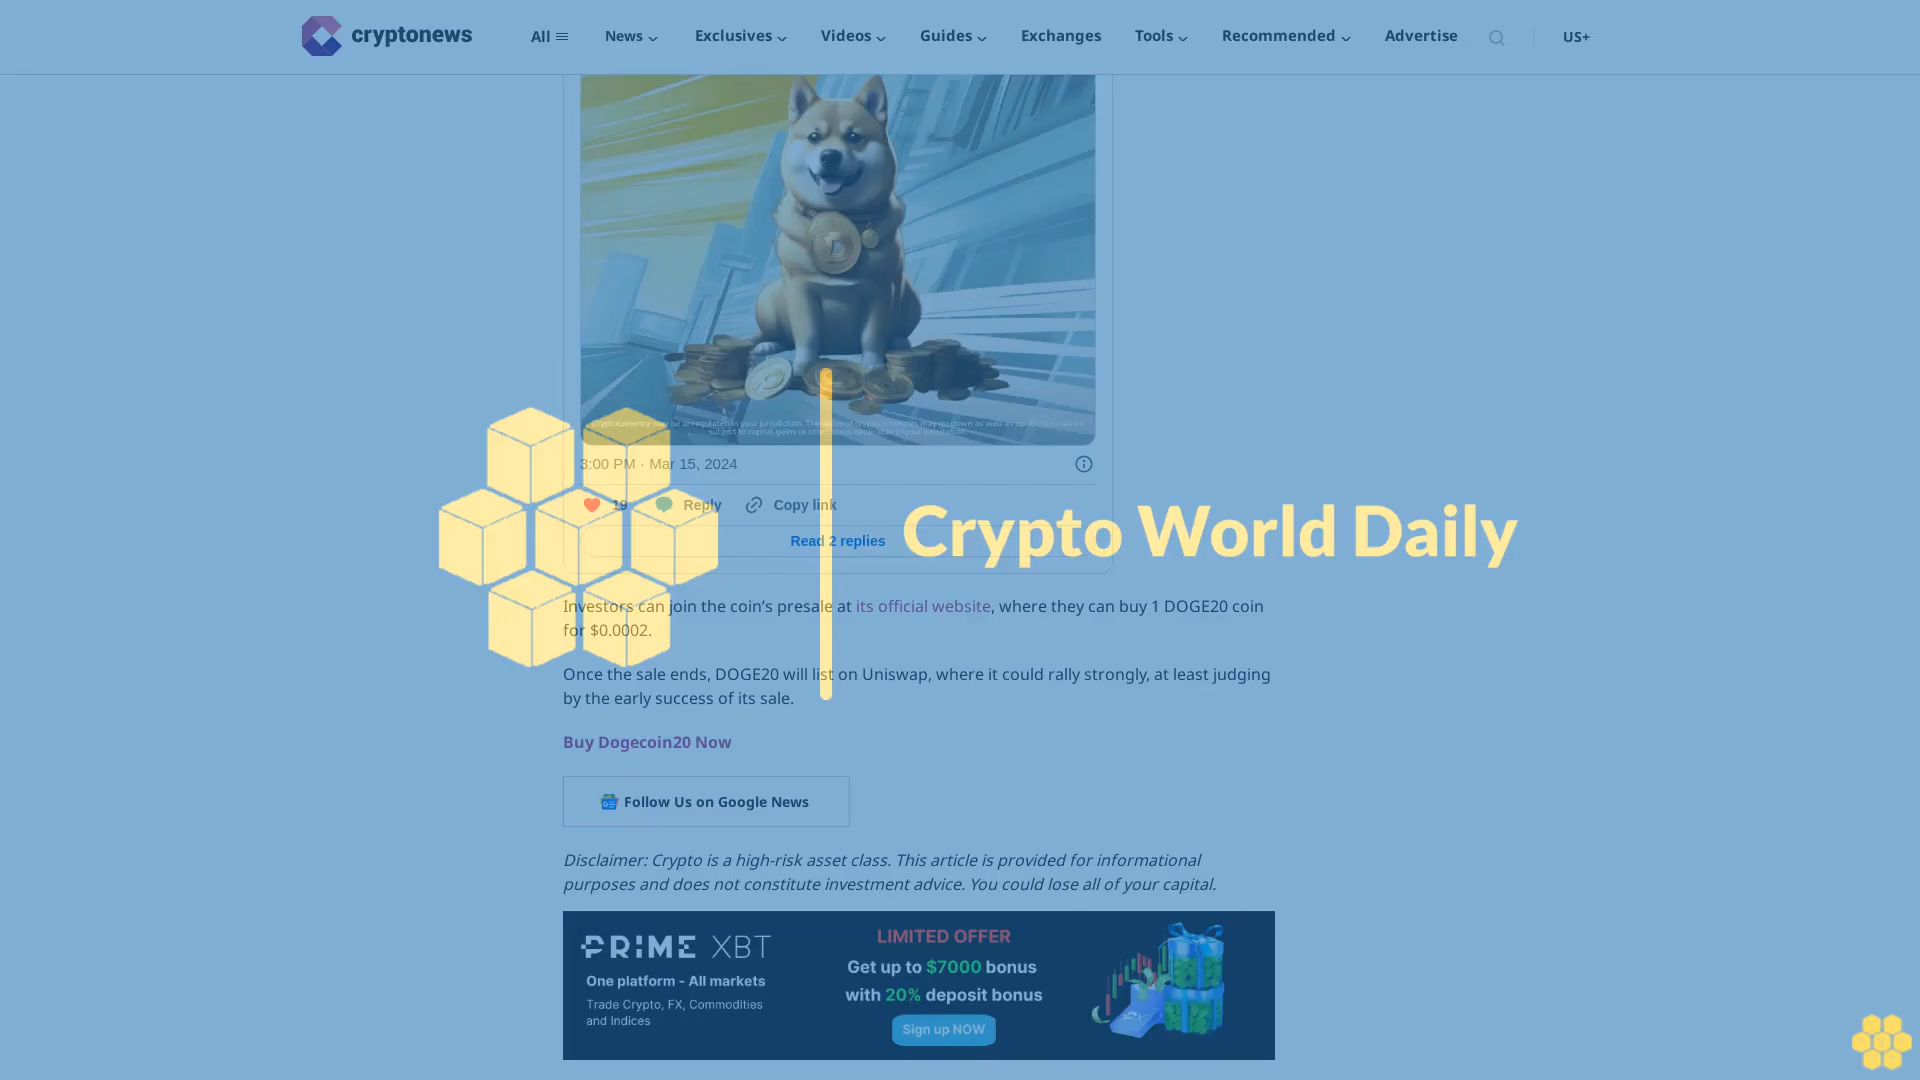 cryptonews All News Exclusives Videos Guides Exchanges Tools Recommended Advertise US+
Cryptocurrency may be unregulated in your jurisdiction. The value of cryptocurrencies may go down as well as up. Profits may be
subject to capital gains or other taxes applicable in your jurisdiction.
3:00 PM · Mar 15, 2024
19 Reply Copy link
Read 2 replies
Crypto World Daily
Investors can join the coin’s presale at its official website, where they can buy 1 DOGE20 coin
for $0.0002.
Once the sale ends, DOGE20 will list on Uniswap, where it could rally strongly, at least judging
by the early success of its sale.
Buy Dogecoin20 Now
Follow Us on Google News
Disclaimer: Crypto is a high-risk asset class. This article is provided for informational
purposes and does not constitute investment advice. You could lose all of your capital.
PRIME XBT
One platform - All markets
Trade Crypto, FX, Commodities
and Indices
LIMITED OFFER
Get up to $7000 bonus
with 20% deposit bonus
Sign up NOW